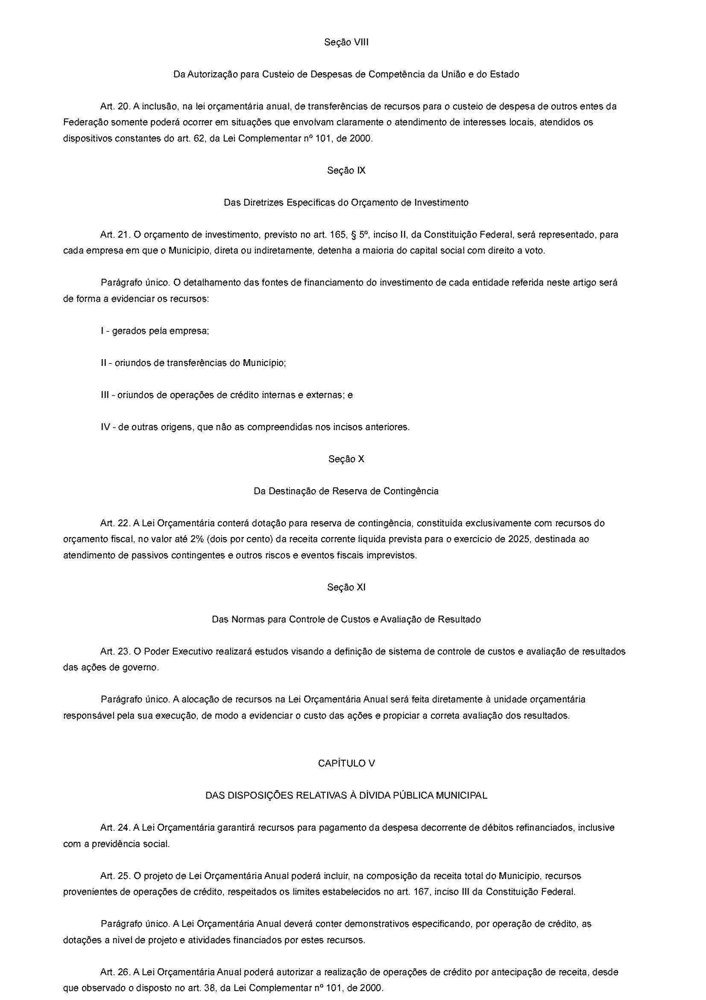 Seção VIII
Da Autorização para Custeio de Despesas de Competência da União e do Estado
Art. 20. A inclusão, na lei orçamentária anual, de transferências de recursos para o custeio de despesa de outros entes da
Federação somente poderá ocorrer em situações que envolvam claramente o atendimento de interesses locais, atendidos os
dispositivos constantes do art. 62, da Lei Complementar nº 101, de 2000.
Seção IX
Das Diretrizes Específicas do Orçamento de Investimento
Art. 21. O orçamento de investimento, previsto no art. 165, § 5º, inciso II, da Constituição Federal, será representado, para
cada empresa em que o Município, direta ou indiretamente, detenha a maioria do capital social com direito a voto.
Parágrafo único. O detalhamento das fontes de financiamento do investimento de cada entidade referida neste artigo será
de forma a evidenciar os recursos:
I - gerados pela empresa;
II - oriundos de transferências do Município;
III - oriundos de operações de crédito internas e externas; e
IV - de outras origens, que não as compreendidas nos incisos anteriores.
Seção X
Da Destinação de Reserva de Contingência
Art. 22. A Lei Orçamentária conterá dotação para reserva de contingência, constituída exclusivamente com recursos do
orçamento fiscal, no valor até 2% (dois por cento) da receita corrente líquida prevista para o exercício de 2025, destinada ao
atendimento de passivos contingentes e outros riscos e eventos fiscais imprevistos.
Seção XI
Das Normas para Controle de Custos e Avaliação de Resultado
Art. 23. O Poder Executivo realizará estudos visando a definição de sistema de controle de custos e avaliação de resultados
das ações de governo.
Parágrafo único. A alocação de recursos na Lei Orçamentária Anual será feita diretamente à unidade orçamentária
responsável pela sua execução, de modo a evidenciar o custo das ações e propiciar a correta avaliação dos resultados.
CAPÍTULO V
DAS DISPOSIÇÕES RELATIVAS À DÍVIDA PÚBLICA MUNICIPAL
Art. 24. A Lei Orçamentária garantirá recursos para pagamento da despesa decorrente de débitos refinanciados, inclusive
com a previdência social.
Art. 25. O projeto de Lei Orçamentária Anual poderá incluir, na composição da receita total do Município, recursos
provenientes de operações de crédito, respeitados os limites estabelecidos no art. 167, inciso III da Constituição Federal.
Parágrafo único. A Lei Orçamentária Anual deverá conter demonstrativos especificando, por operação de crédito, as
dotações a nível de projeto e atividades financiados por estes recursos.
Art. 26. A Lei Orçamentária Anual poderá autorizar a realização de operações de crédito por antecipação de receita, desde
que observado o disposto no art. 38, da Lei Complementar nº 101, de 2000.